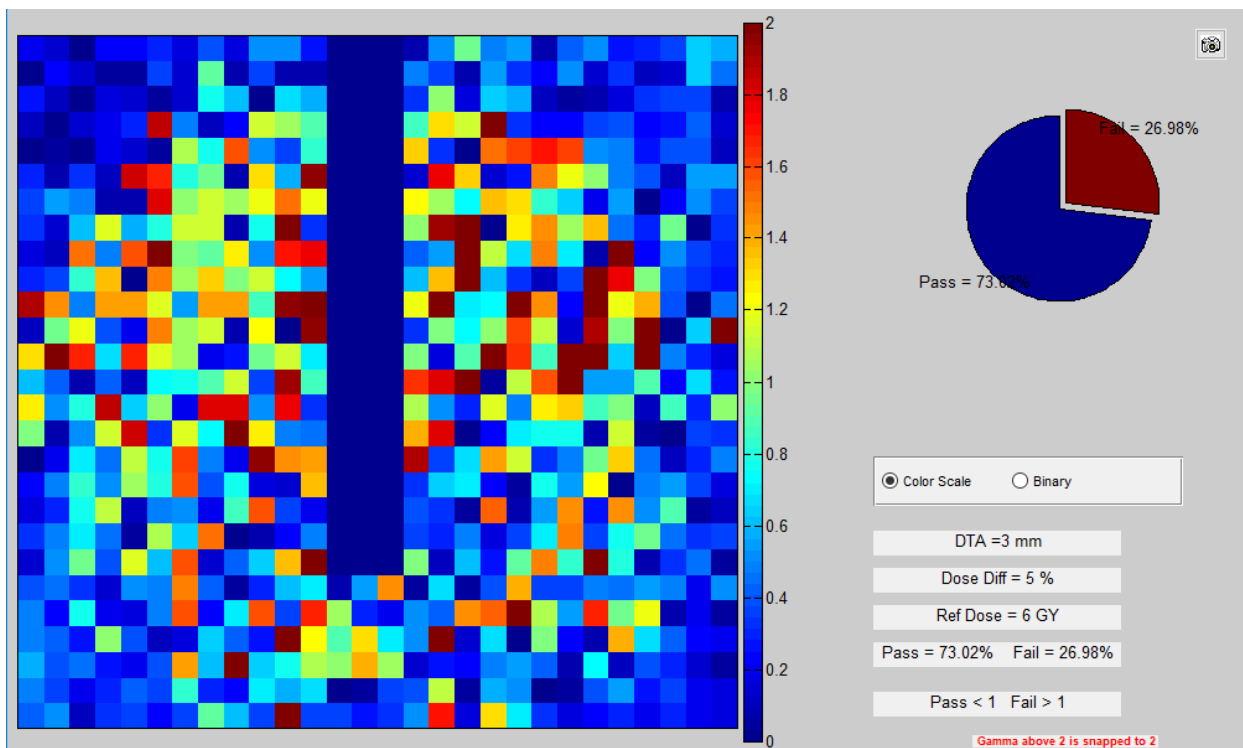 2
1.8
1.6
1.4
1.2
1
0.8
0.6
0.4
0.2
0
Fail = 26.98%
Pass = 73.02%
Color Scale
Binary
DTA =3 mm
Dose Diff = 5 %
Ref Dose = 6 GY
Pass = 73.02% Fail = 26.98%
Pass < 1 Fail > 1
Gamma above 2 is snapped to 2